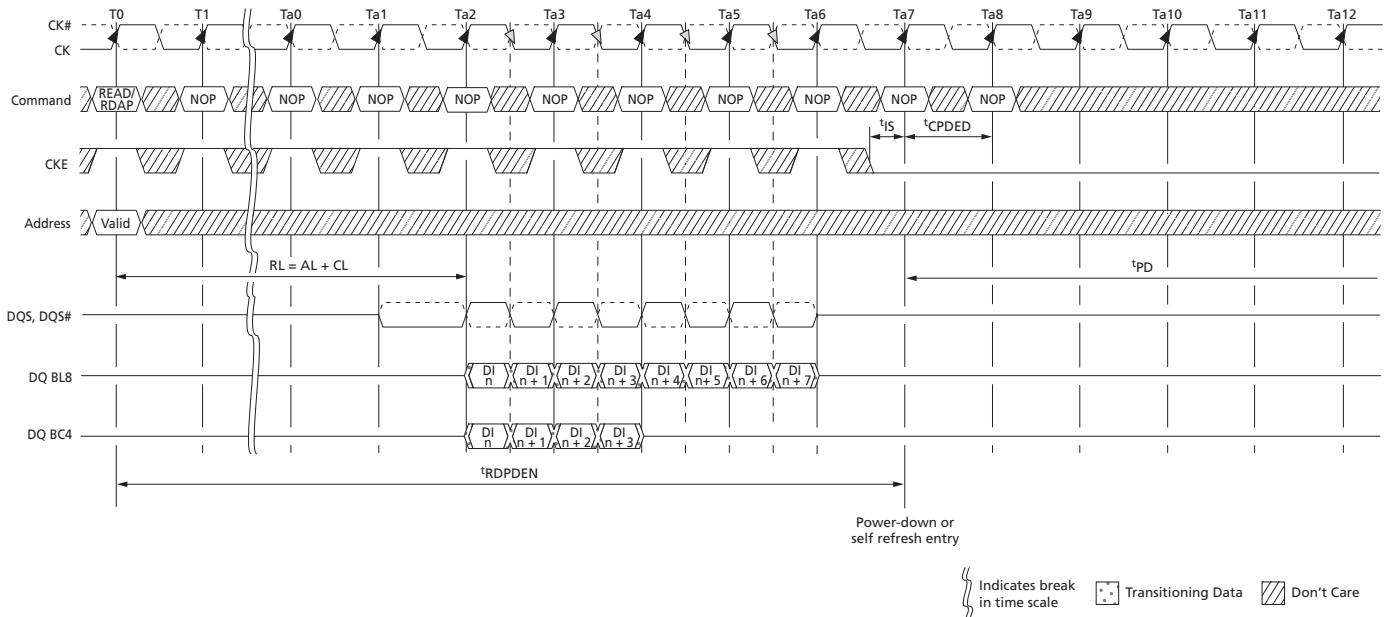 T0 T1 Ta0 Ta1 Ta2 Ta3 Ta4 Ta5 Ta6 Ta7 Ta8 Ta9 Ta10 Ta11 Ta12
CK#
CK
Command READ/ RDAP NOP NOP NOP NOP NOP NOP NOP NOP NOP NOP
tIS tCPDED
CKE
Address Valid
RL = AL + CL tPD
DQS, DQS#
DQ BL8 DI n DI n + 1 DI n + 2 DI n + 3 DI n + 4 DI n + 5 DI n + 6 DI n + 7
DQ BC4 DI n DI n + 1 DI n + 2 DI n + 3
tRDPDEN
Power-down or
self refresh entry
Indicates break
in time scale
Transitioning Data
Don't Care